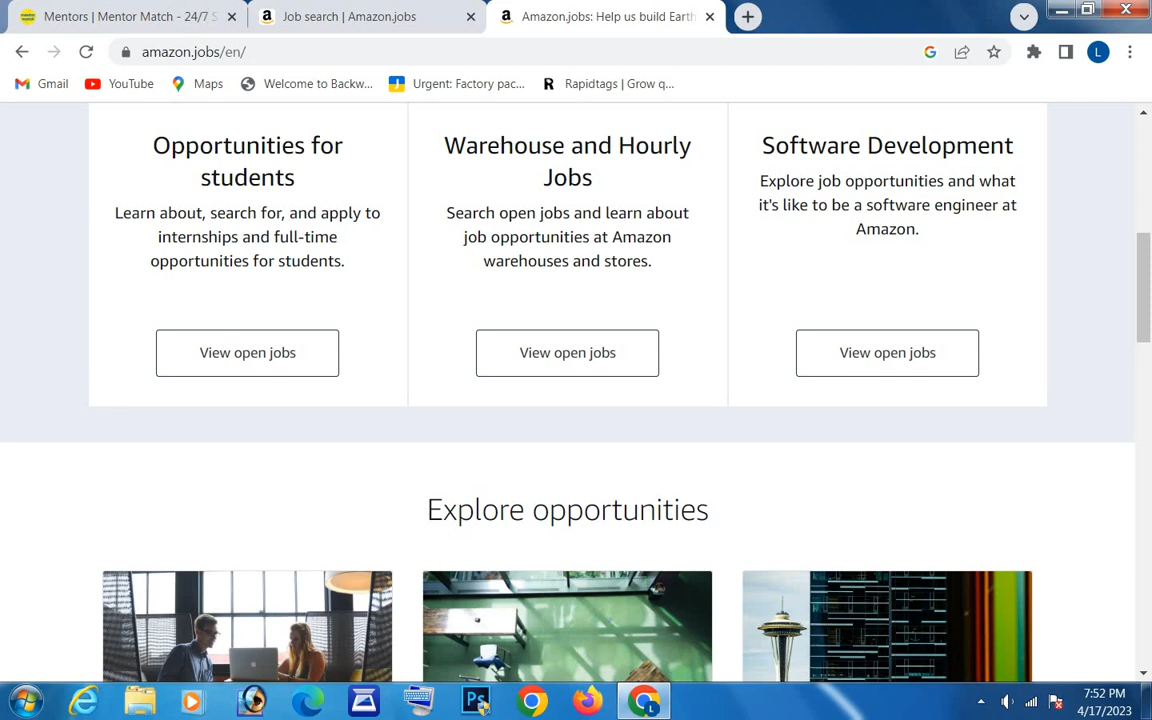 Mentors | Mentor Match - 24/7 S
Job search | Amazon.jobs
Amazon.jobs: Help us build Earth
amazon.jobs/en/
L
Gmail
YouTube
Maps
Welcome to Backw...
Urgent: Factory pac...
Rapidtags | Grow q...
Opportunities for
students
Learn about, search for, and apply to
internships and full-time
opportunities for students.
View open jobs
Warehouse and Hourly
Jobs
Search open jobs and learn about
job opportunities at Amazon
warehouses and stores.
View open jobs
Software Development
Explore job opportunities and what
it's like to be a software engineer at
Amazon.
View open jobs
Explore opportunities
Ps
L
7:52 PM
4/17/2023